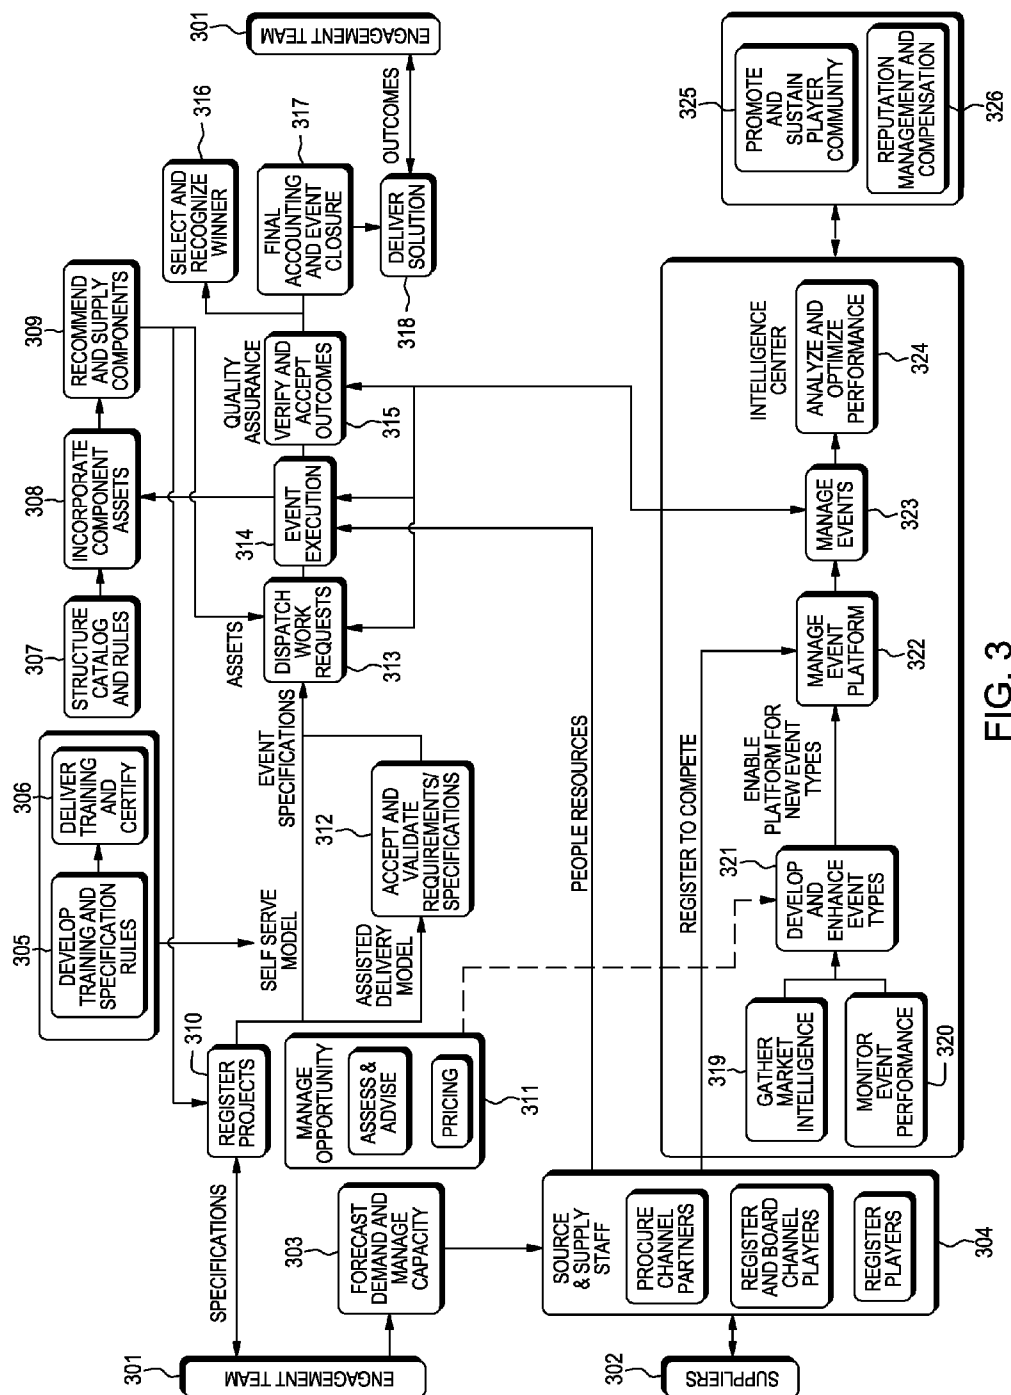 301
ENGAGEMENT TEAM
SPECIFICATIONS
303
FORECAST
DEMAND AND
MANAGE
CAPACITY
302
SUPPLIERS
SOURCE
& SUPPLY
STAFF
PROCURE
CHANNEL
PARTNERS
REGISTER
AND BOARD
CHANNEL
PLAYERS
REGISTER
PLAYERS
304
305
DEVELOP
TRAINING AND
SPECIFICATION
RULES
306
DELIVER
TRAINING
AND
CERTIFY
307
STRUCTURE
CATALOG
AND RULES
308
INCORPORATE
COMPONENT
ASSETS
309
RECOMMEND
AND SUPPLY
COMPONENTS
310
REGISTER
PROJECTS
MANAGE
OPPORTUNITY
ASSESS &
ADVISE
PRICING
311
SELF SERVE
MODEL
ASSISTED
DELIVERY
MODEL
312
ACCEPT AND
VALIDATE
REQUIREMENTS/
SPECIFICATIONS
EVENT
SPECIFICATIONS
ASSETS
DISPATCH
WORK
REQUESTS
313
314
EVENT
EXECUTION
QUALITY
ASSURANCE
VERIFY AND
ACCEPT
OUTCOMES
315
316
SELECT AND
RECOGNIZE
WINNER
317
FINAL
ACCOUNTING
AND EVENT
CLOSURE
DELIVER
SOLUTION
318
OUTCOMES
301
ENGAGEMENT TEAM
PEOPLE RESOURCES
REGISTER TO COMPETE
319
GATHER
MARKET
INTELLIGENCE
MONITOR
EVENT
PERFORMANCE
320
321
DEVELOP
AND
ENHANCE
EVENT
TYPES
ENABLE
PLATFORM FOR
NEW EVENT
TYPES
MANAGE
EVENT
PLATFORM
322
MANAGE
EVENTS
323
INTELLIGENCE
CENTER
ANALYZE AND
OPTIMIZE
PERFORMANCE
324
325
PROMOTE
AND
SUSTAIN
PLAYER
COMMUNITY
REPUTATION
MANAGEMENT AND
COMPENSATION
326
FIG. 3